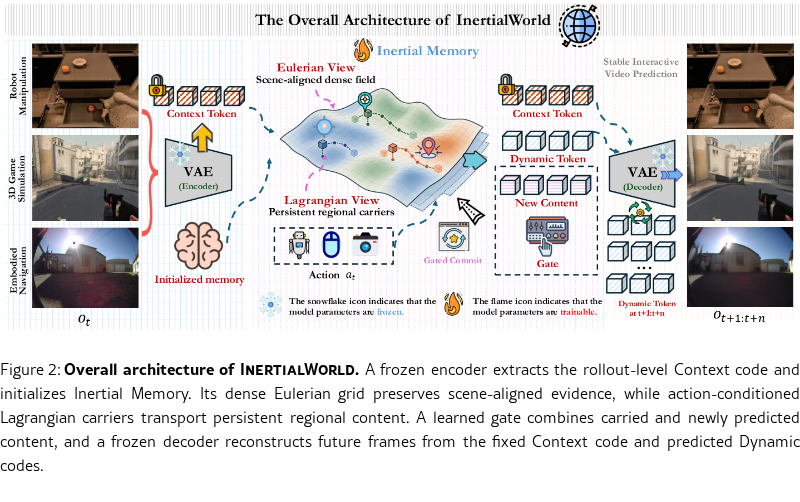 The Overall Architecture of InertialWorld
Robot
Manipulation
3D Game
Simulation
Embodied
Navigation
Oₜ
Context Token
VAE
(Encoder)
Initialized memory
Inertial Memory
Eulerian View
Scene-aligned dense field
Lagrangian View
Persistent regional carriers
Action aₜ
Gated Commit
The snowflake icon indicates that the
model parameters are frozen.
The flame icon indicates that the
model parameters are trainable.
Context Token
Dynamic Token
New Content
Gate
Stable Interactive
Video Prediction
VAE
(Decoder)
...
Dynamic Token
at t+1:t+n
Oₜ₊₁:ₜ₊ₙ
Figure 2: Overall architecture of INERTIALWORLD. A frozen encoder extracts the rollout-level Context code and
initializes Inertial Memory. Its dense Eulerian grid preserves scene-aligned evidence, while action-conditioned
Lagrangian carriers transport persistent regional content. A learned gate combines carried and newly predicted
content, and a frozen decoder reconstructs future frames from the fixed Context code and predicted Dynamic
codes.